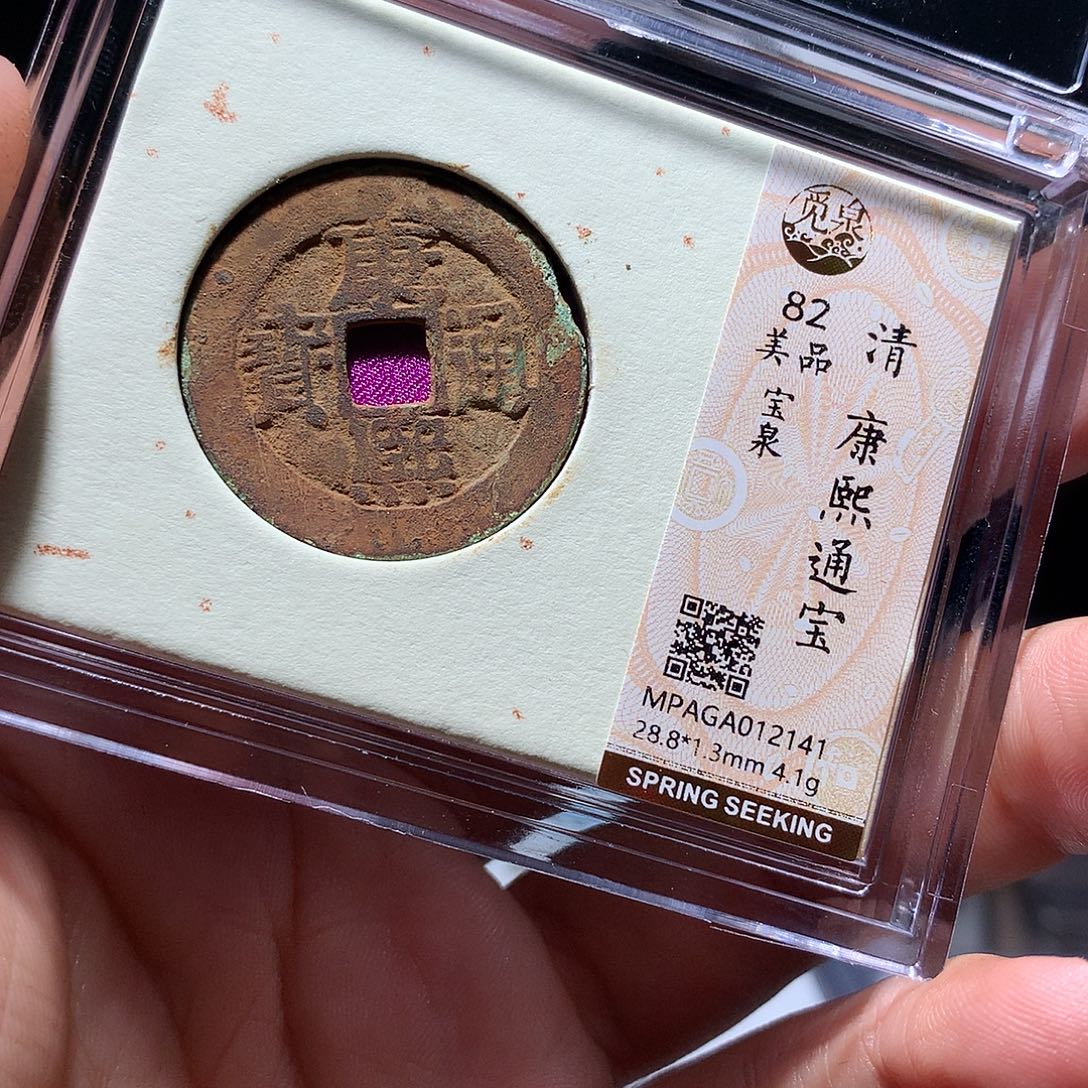 康熙通寳
觅泉
82
美品
宝泉
清 康熙通宝
MPAGA012141
28.8*1.3mm 4.1g
SPRING SEEKING